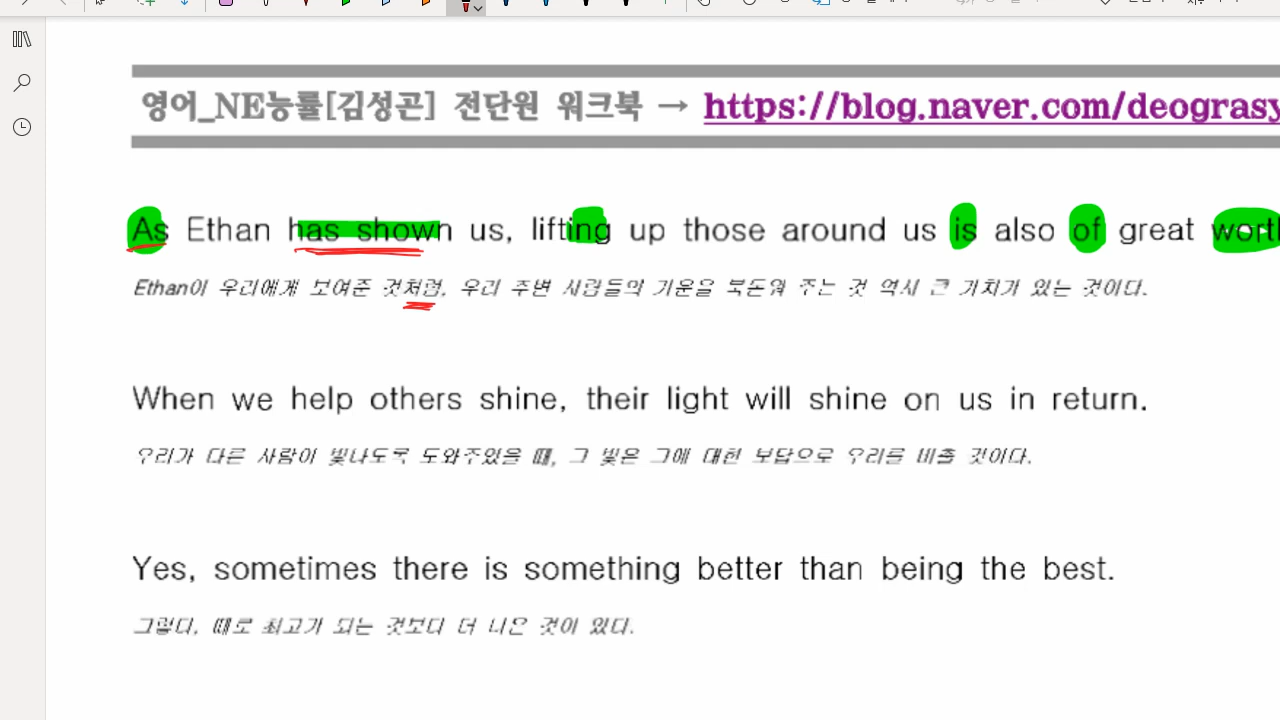 영어_NE능률[김성곤] 전단원 워크북 → https://blog.naver.com/deograsy
As Ethan has shown us, lifting up those around us is also of great wort
Ethan이 우리에게 보여준 것처럼, 우리 주변 사람들의 기운을 북돋워 주는 것 역시 큰 가치가 있는 것이다.
When we help others shine, their light will shine on us in return.
우리가 다른 사람이 빛나도록 도와주었을 때, 그 빛은 그에 대한 보답으로 우리를 비출 것이다.
Yes, sometimes there is something better than being the best.
그렇다, 때로 최고가 되는 것보다 더 나은 것이 있다.